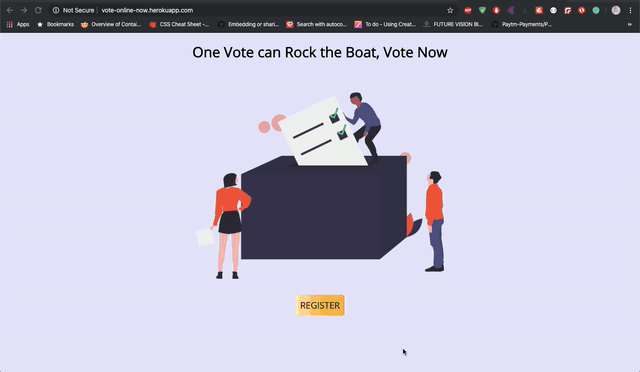 Not Secure | vote-online-now.herokuapp.com
Apps Bookmarks Overview of Contai... CSS Cheat Sheet -... Embedding or shari... Search with autoco... To do - Using Creat... FUTURE VISION BI... Paytm-Payments/P... »
One Vote can Rock the Boat, Vote Now
REGISTER